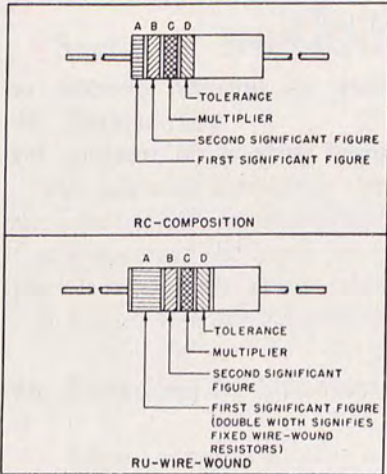 A B C D
TOLERANCE
MULTIPLIER
SECOND SIGNIFICANT FIGURE
FIRST SIGNIFICANT FIGURE
RC-COMPOSITION
A B C D
TOLERANCE
MULTIPLIER
SECOND SIGNIFICANT
FIGURE
FIRST SIGNIFICANT FIGURE
(DOUBLE WIDTH SIGNIFIES
FIXED WIRE-WOUND
RESISTORS)
RU-WIRE-WOUND